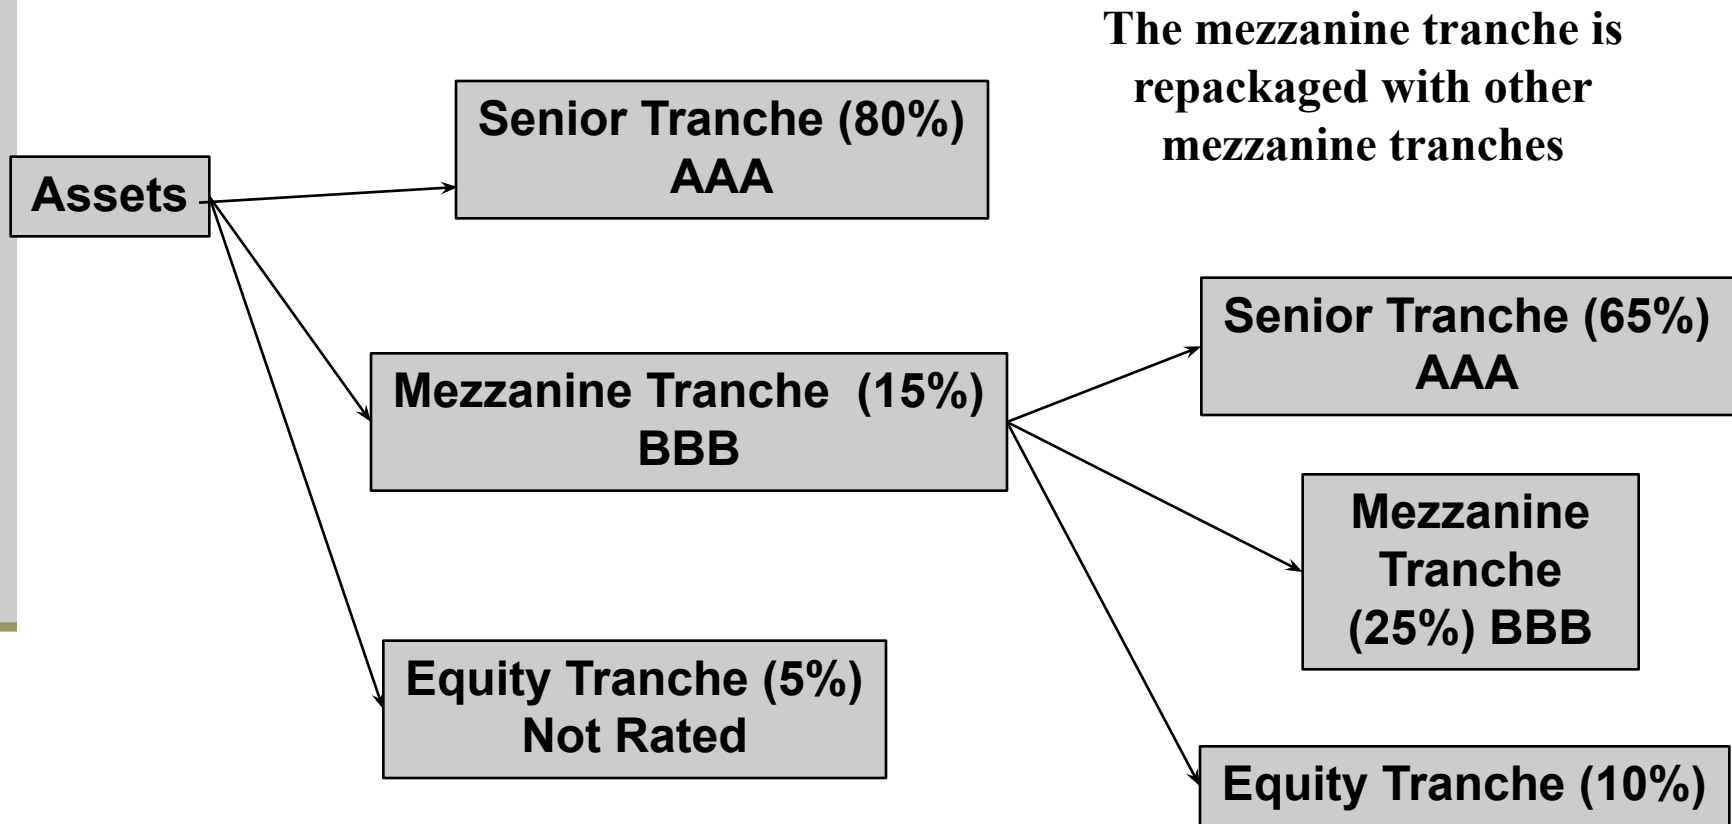 The mezzanine tranche is
repackaged with other
mezzanine tranches
Assets
Senior Tranche (80%)
AAA
Mezzanine Tranche (15%)
BBB
Equity Tranche (5%)
Not Rated
Senior Tranche (65%)
AAA
Mezzanine
Tranche
(25%) BBB
Equity Tranche (10%)